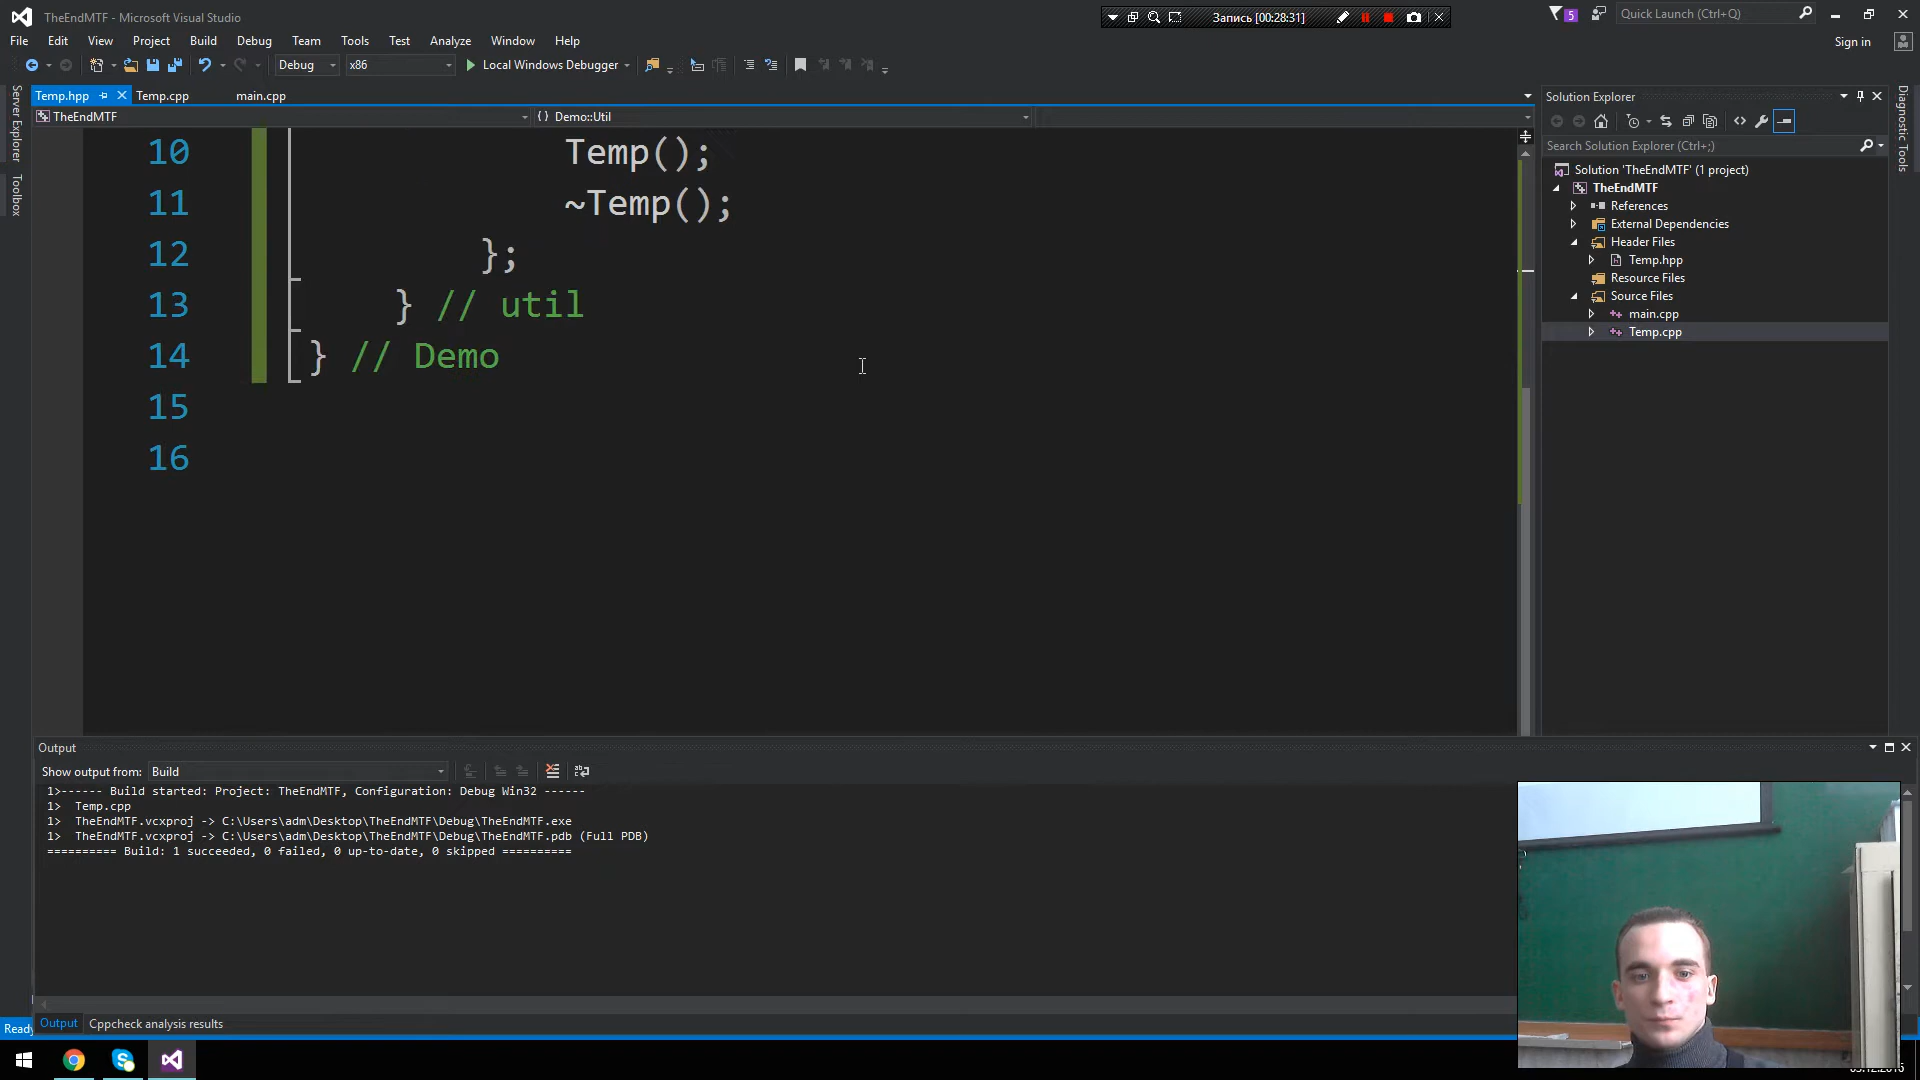 TheEndMTF - Microsoft Visual Studio
Запись [00:28:31]
5
Quick Launch (Ctrl+Q)
File Edit View Project Build Debug Team Tools Test Analyze Window Help
Sign in
Debug x86 Local Windows Debugger
Temp.hpp Temp.cpp main.cpp
TheEndMTF {} Demo::Util
Server Explorer
Toolbox
10 Temp();
11 ~Temp();
12 };
13 } // util
14 } // Demo
15
16
Solution Explorer
Search Solution Explorer (Ctrl+;)
Solution 'TheEndMTF' (1 project)
TheEndMTF
References
External Dependencies
Header Files
Temp.hpp
Resource Files
Source Files
main.cpp
Temp.cpp
Diagnostic Tools
Output
Show output from: Build
1>------ Build started: Project: TheEndMTF, Configuration: Debug Win32 ------
1> Temp.cpp
1> TheEndMTF.vcxproj -> C:\Users\adm\Desktop\TheEndMTF\Debug\TheEndMTF.exe
1> TheEndMTF.vcxproj -> C:\Users\adm\Desktop\TheEndMTF\Debug\TheEndMTF.pdb (Full PDB)
========== Build: 1 succeeded, 0 failed, 0 up-to-date, 0 skipped ==========
Output Cppcheck analysis results
Ready